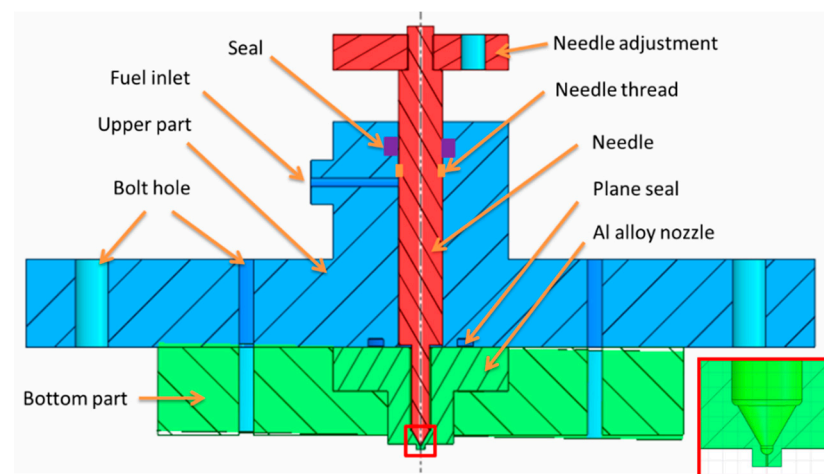 Seal
Needle adjustment
Fuel inlet
Needle thread
Upper part
Needle
Bolt hole
Plane seal
Al alloy nozzle
Bottom part